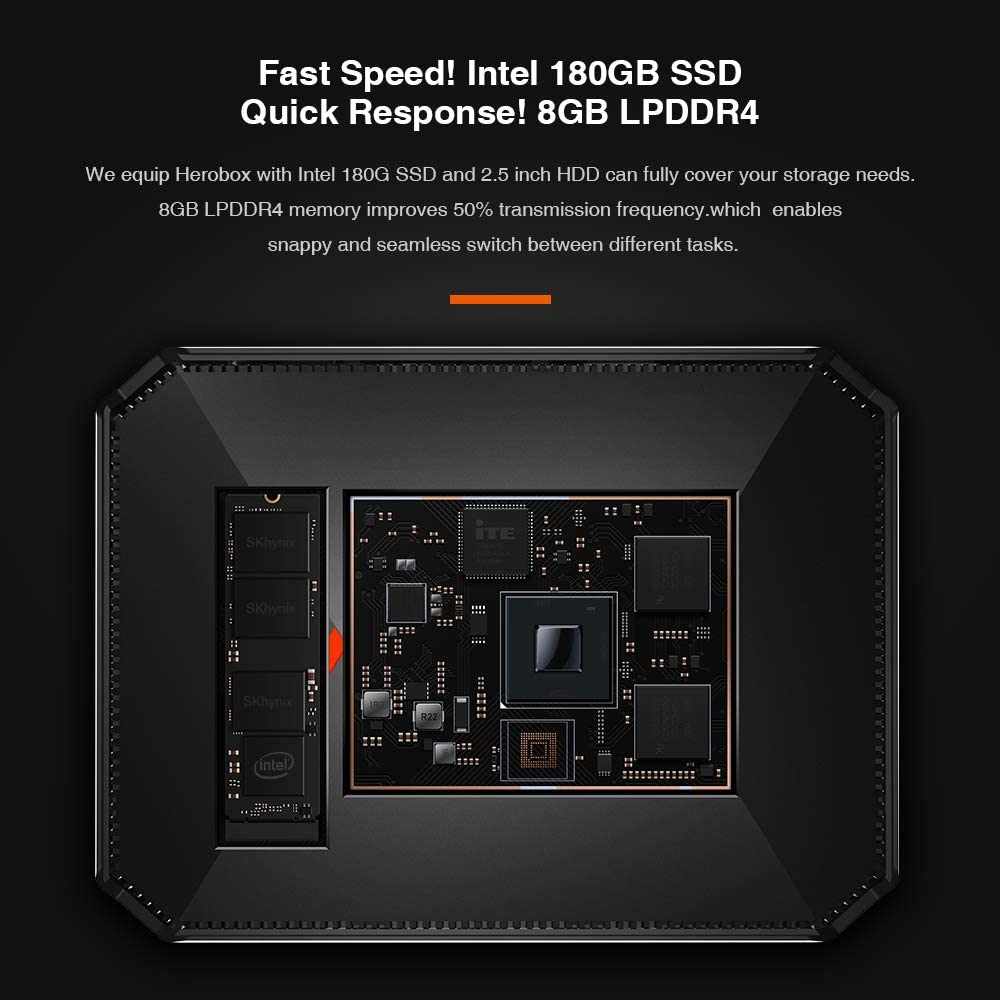 Fast Speed! Intel 180GB SSD
Quick Response! 8GB LPDDR4
We equip Herobox with Intel 180G SSD and 2.5 inch HDD can fully cover your storage needs.
8GB LPDDR4 memory improves 50% transmission frequency.which enables
snappy and seamless switch between different tasks.
iTE
SKhynix
SKhynix
SKhynix
R22
intel